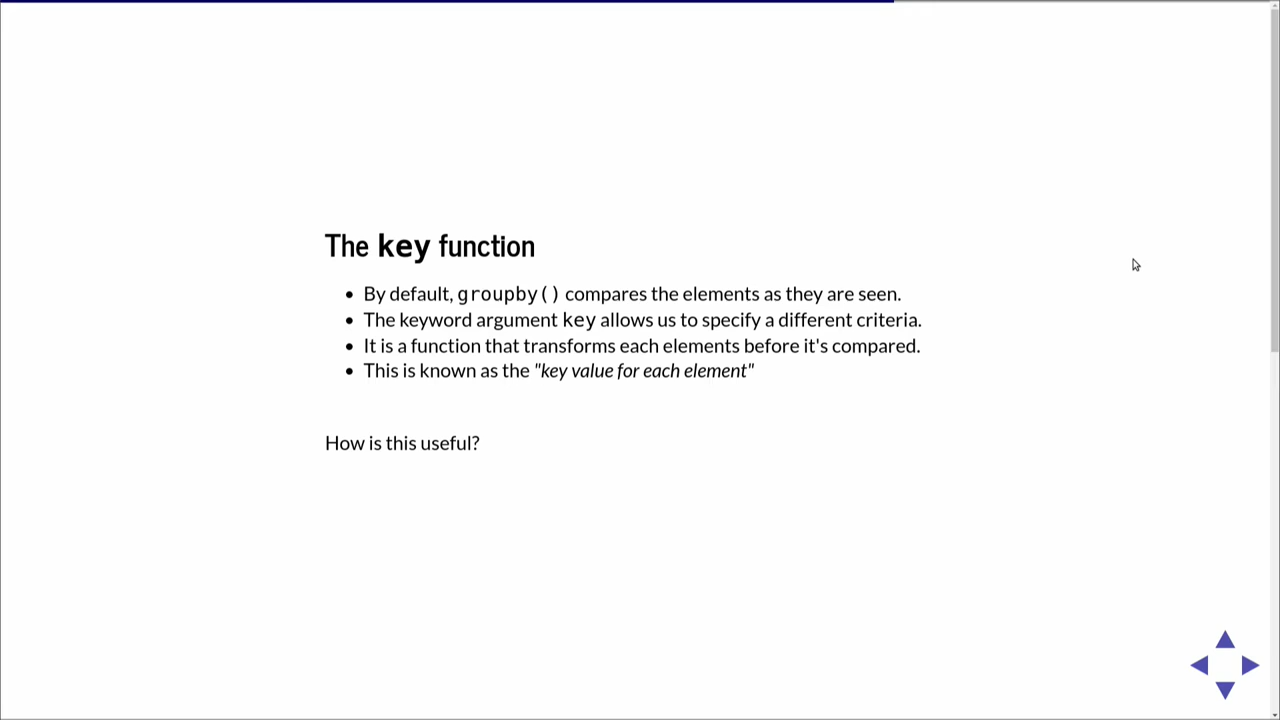 The key function
• By default, groupby() compares the elements as they are seen.
• The keyword argument key allows us to specify a different criteria.
• It is a function that transforms each elements before it's compared.
• This is known as the "key value for each element"
How is this useful?